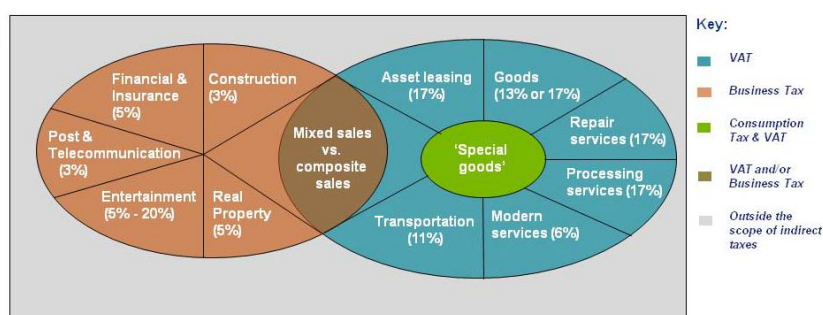 Financial &
Insurance
(5%)
Construction
(3%)
Post &
Telecommunication
(3%)
Entertainment
(5% - 20%)
Real
Property
(5%)
Mixed sales
vs.
composite
sales
Asset leasing
(17%)
Goods
(13% or 17%)
Repair
services (17%)
'Special
goods'
Processing
services (17%)
Transportation
(11%)
Modern
services (6%)
Key:
VAT
Business Tax
Consumption
Tax & VAT
VAT and/or
Business Tax
Outside the
scope of indirect
taxes